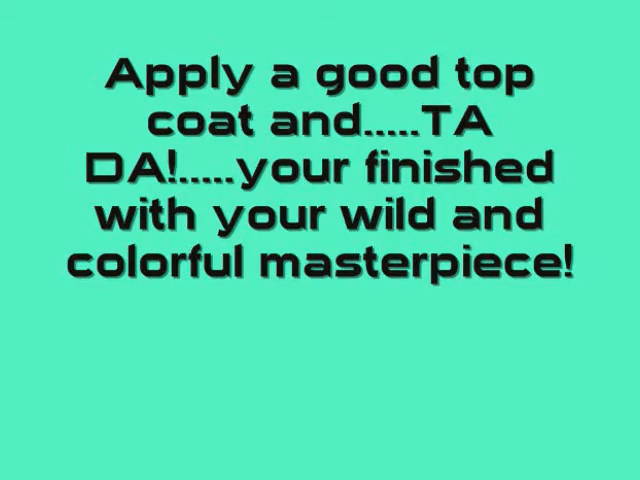 Apply a good top
coat and.....TA
DA!.....your finished
with your wild and
colorful masterpiece!